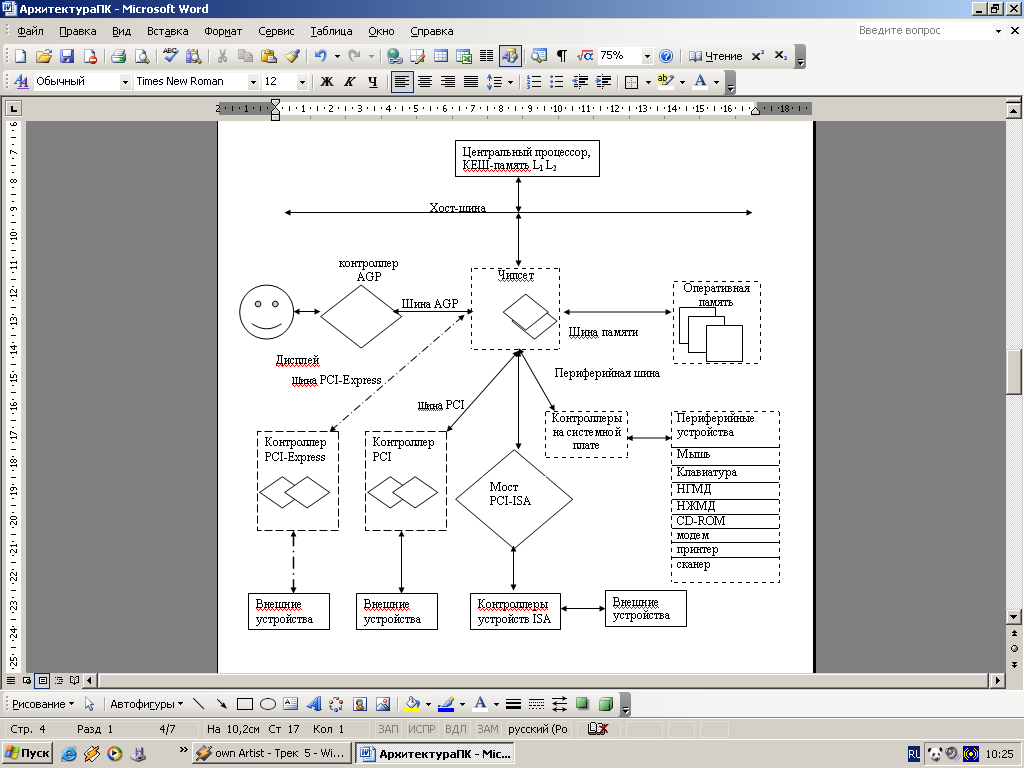 АрхитектураПК - Microsoft Word
Файл Правка Вид Вставка Формат Сервис Таблица Окно Справка
Введите вопрос
75%
Чтение
Обычный
Times New Roman
12
Ж К Ч
Центральный процессор,
КЕШ-память L1 L2
Хост-шина
контроллер
AGP
Шина AGP
Чипсет
Оперативная
память
Шина памяти
Дисплей
Шина PCI-Express
Периферийная шина
Шина PCI
Контроллеры
на системной
плате
Периферийные
устройства
Мышь
Клавиатура
НГМД
НЖМД
CD-ROM
модем
принтер
сканер
Контроллер
PCI-Express
Контроллер
PCI
Мост
PCI-ISA
Внешние
устройства
Внешние
устройства
Контроллеры
устройств ISA
Внешние
устройства
Рисование Автофигуры
Стр. 4 Разд 1 4/7 На 10,2см Ст 17 Кол 1 ЗАП ИСПР ВДЛ ЗАМ русский (Ро
Пуск
own Artist - Трек 5 - Wi...
АрхитектураПК - Mic...
RU
10:25